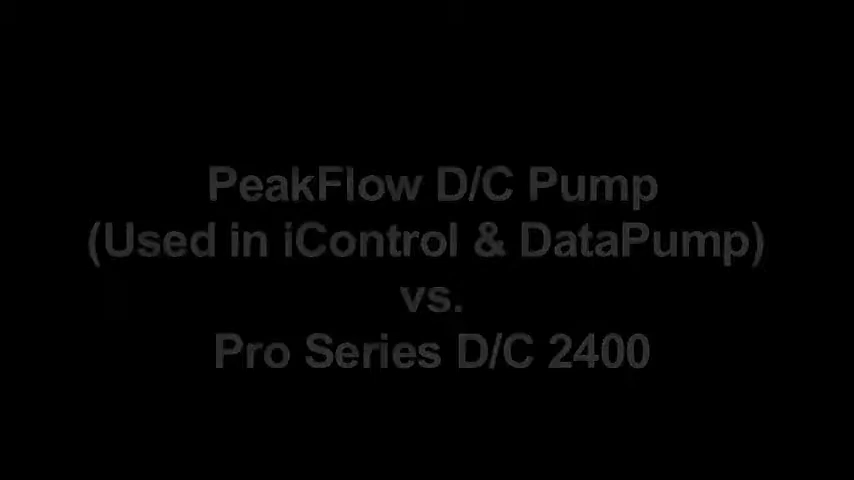 PeakFlow D/C Pump
(Used in iControl & DataPump)
vs.
Pro Series D/C 2400